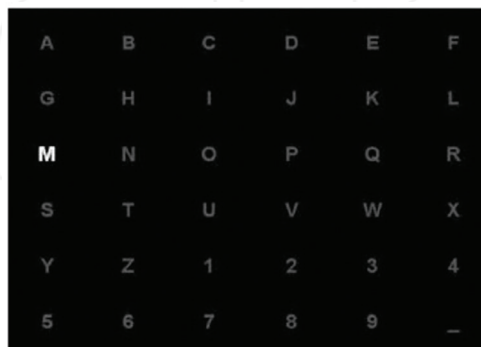 A B C D E F
G H I J K L
M N O P Q R
S T U V W X
Y Z 1 2 3 4
5 6 7 8 9 _